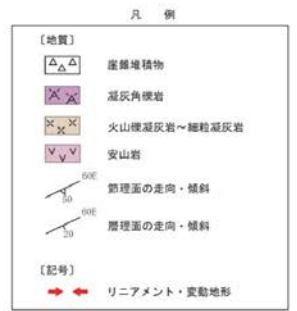 凡 例
〔地質〕
崖錐堆積物
凝灰角礫岩
火山礫凝灰岩～細粒凝灰岩
安山岩
60E
50
節理面の走向・傾斜
60E
20
層理面の走向・傾斜
〔記号〕
リニアメント・変動地形